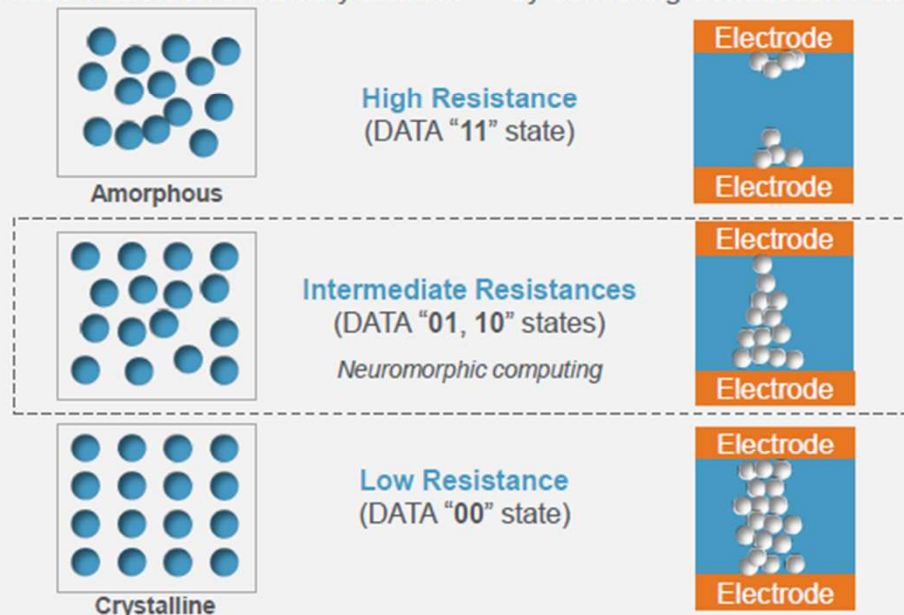 Electrode
High Resistance
(DATA “11” state)
Electrode
Amorphous
Electrode
Intermediate Resistances
(DATA “01, 10” states)
Neuromorphic computing
Electrode
Electrode
Low Resistance
(DATA “00” state)
Electrode
Crystalline